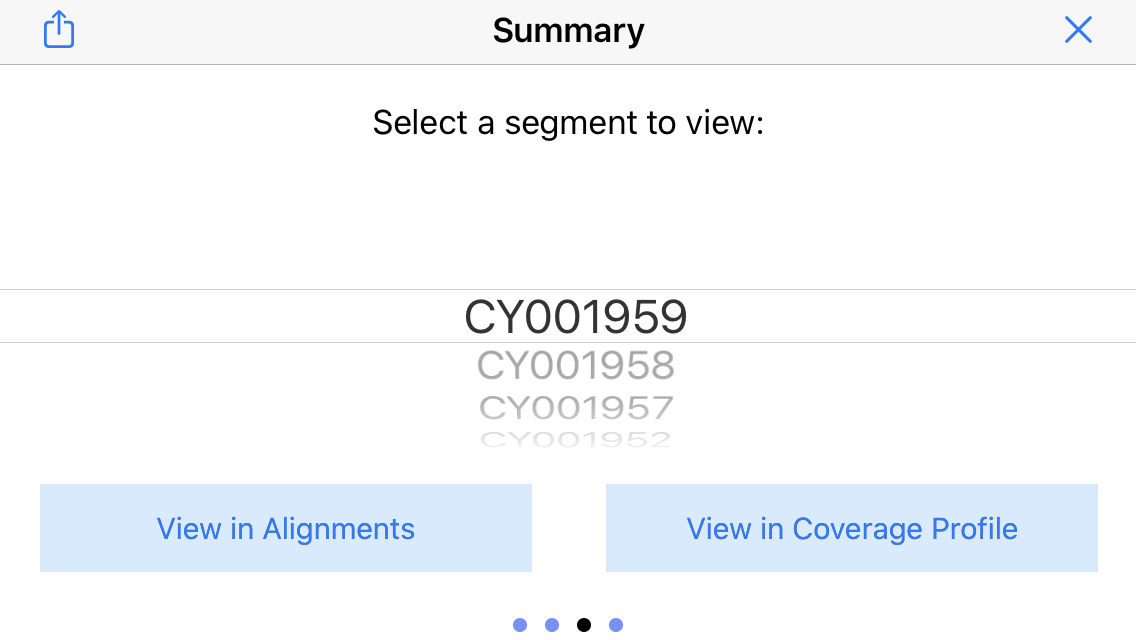 Summary
Select a segment to view:
CY001959
CY001958
CY001957
CY001952
View in Alignments
View in Coverage Profile